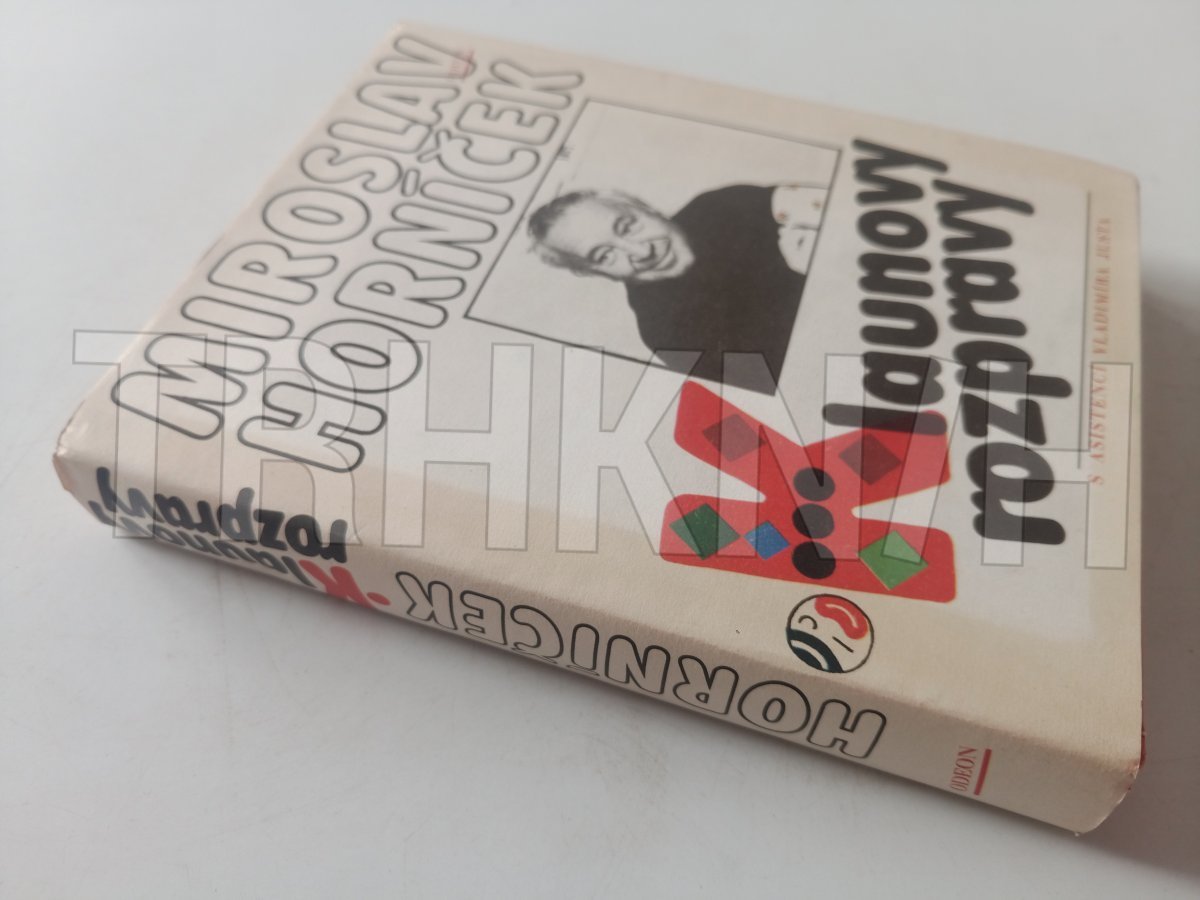 MIROSLAV
HORNÍČEK
Klaunovy
rozpravy
S ASISTENCÍ VLADIMÍRA JUSTA
Klaunovy
rozpravy
HORNÍČEK
ODEON
TRHKNIH